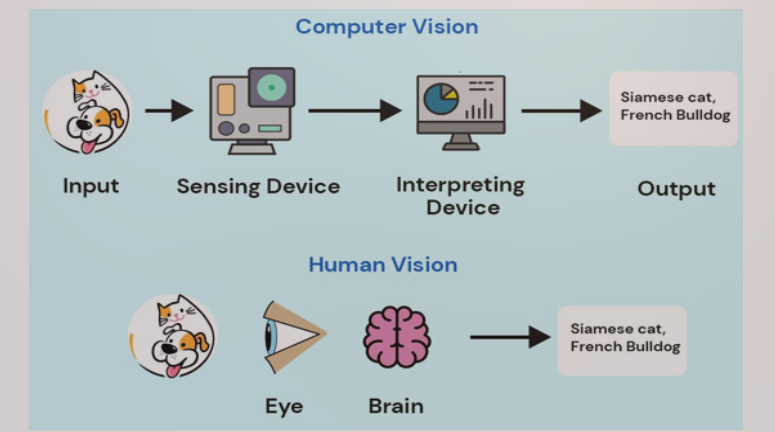 Computer Vision
Siamese cat,
French Bulldog
Input
Sensing Device
Interpreting
Device
Output
Human Vision
Siamese cat,
French Bulldog
Eye
Brain